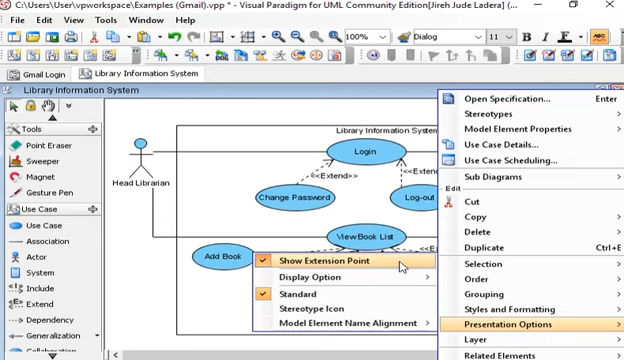 C:\Users\User\vpworkspace\Examples (Gmail).vpp * - Visual Paradigm for UML Community Edition[Jireh Jude Ladera] (...
File Edit View Tools Window Help
100% Dialog 11 B I F ABC
Gmail Login Library Information System
Library Information System
Tools
Point Eraser
Sweeper
Magnet
Gesture Pen
Use Case
Use Case
Association
Actor
System
Include
Extend
Dependency
Generalization
Collaboration
Library Information System
Head Librarian
Login
<<Extend>>
Change Password
Log-out
View Book List
Add Book
Show Extension Point
Display Option
Standard
Stereotype Icon
Model Element Name Alignment
Open Specification... Enter
Stereotypes
Model Element Properties
Use Case Details...
Use Case Scheduling...
Sub Diagrams
Edit
Cut
Copy
Delete
Duplicate Ctrl+E
Selection
Order
Grouping
Styles and Formatting
Presentation Options
Layer
Related Elements